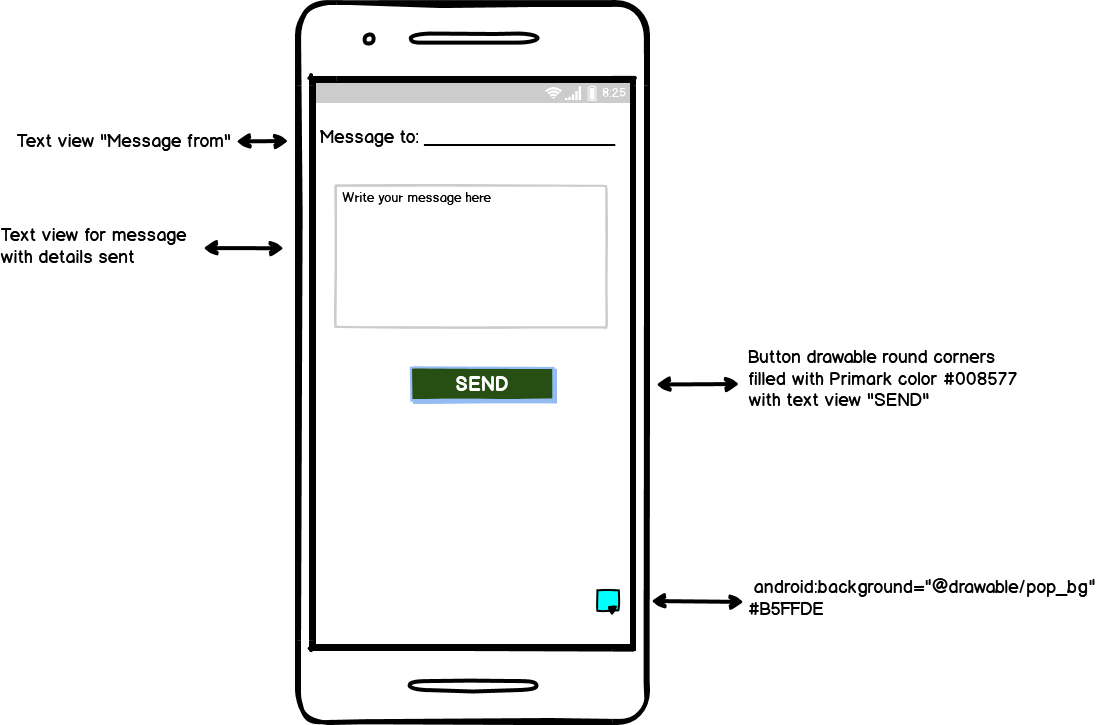 8:25
Text view "Message from"
Message to:
Write your message here
Text view for message
with details sent
Button drawable round corners
filled with Primark color #008577
with text view "SEND"
SEND
android:background="@drawable/pop_bg"
#B5FFDE